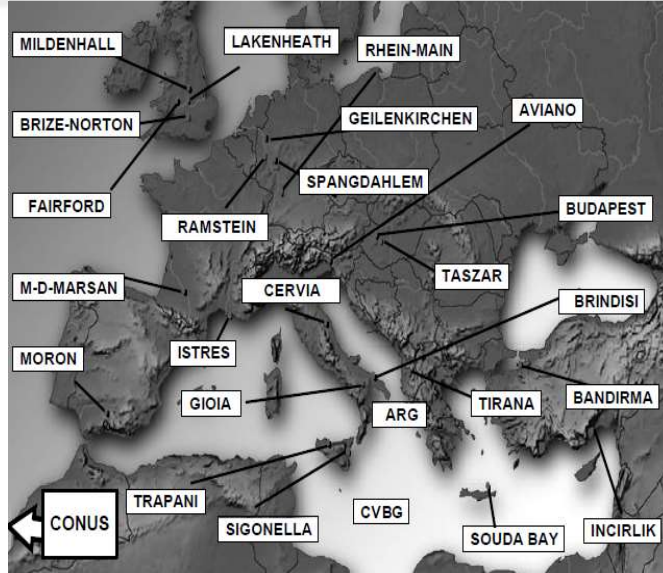 MILDENHALL
LAKENHEATH
RHEIN-MAIN
AVIANO
BRIZE-NORTON
GEILENKIRCHEN
SPANGDAHLEM
FAIRFORD
RAMSTEIN
BUDAPEST
TASZAR
M-D-MARSAN
CERVIA
BRINDISI
MORON
ISTRES
GIOIA
ARG
TIRANA
BANDIRMA
TRAPANI
CONUS
SIGONELLA
CVBG
SOUDA BAY
INCIRLIK